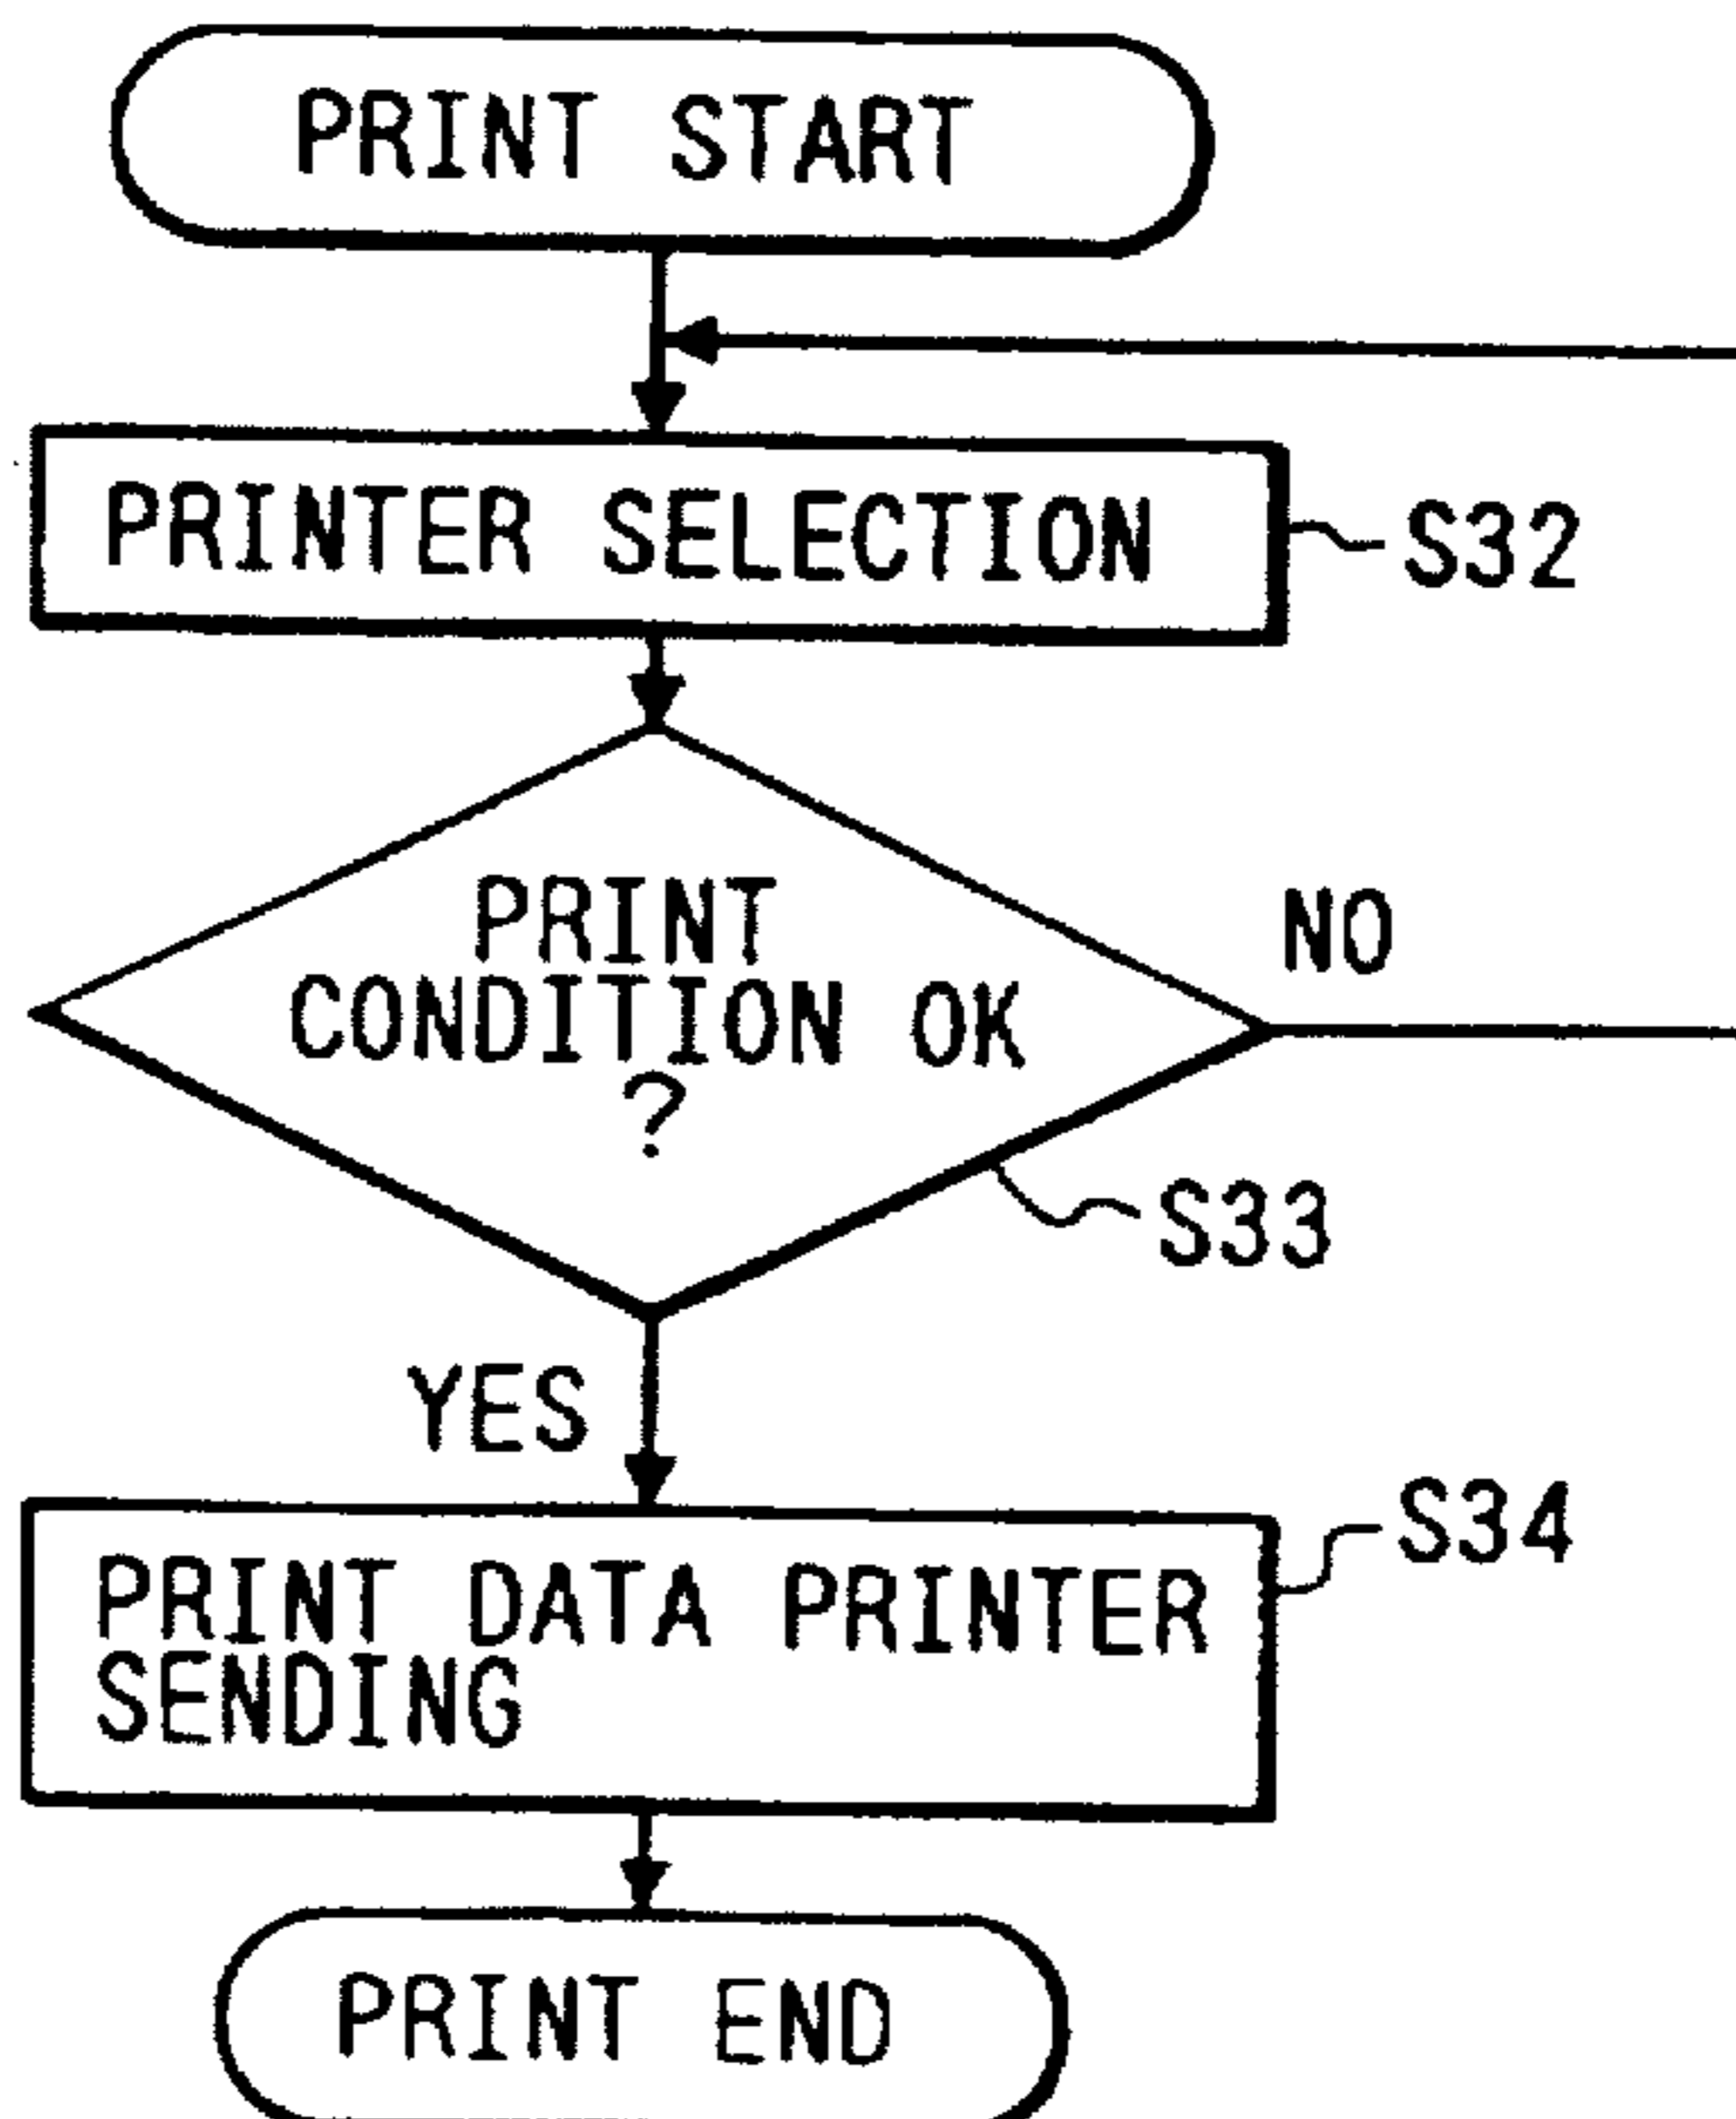 PRINT START
PRINTER SELECTION
S32
PRINT
CONDITION OK
?
NO
S33
YES
S34
PRINT DATA PRINTER
SENDING
PRINT END